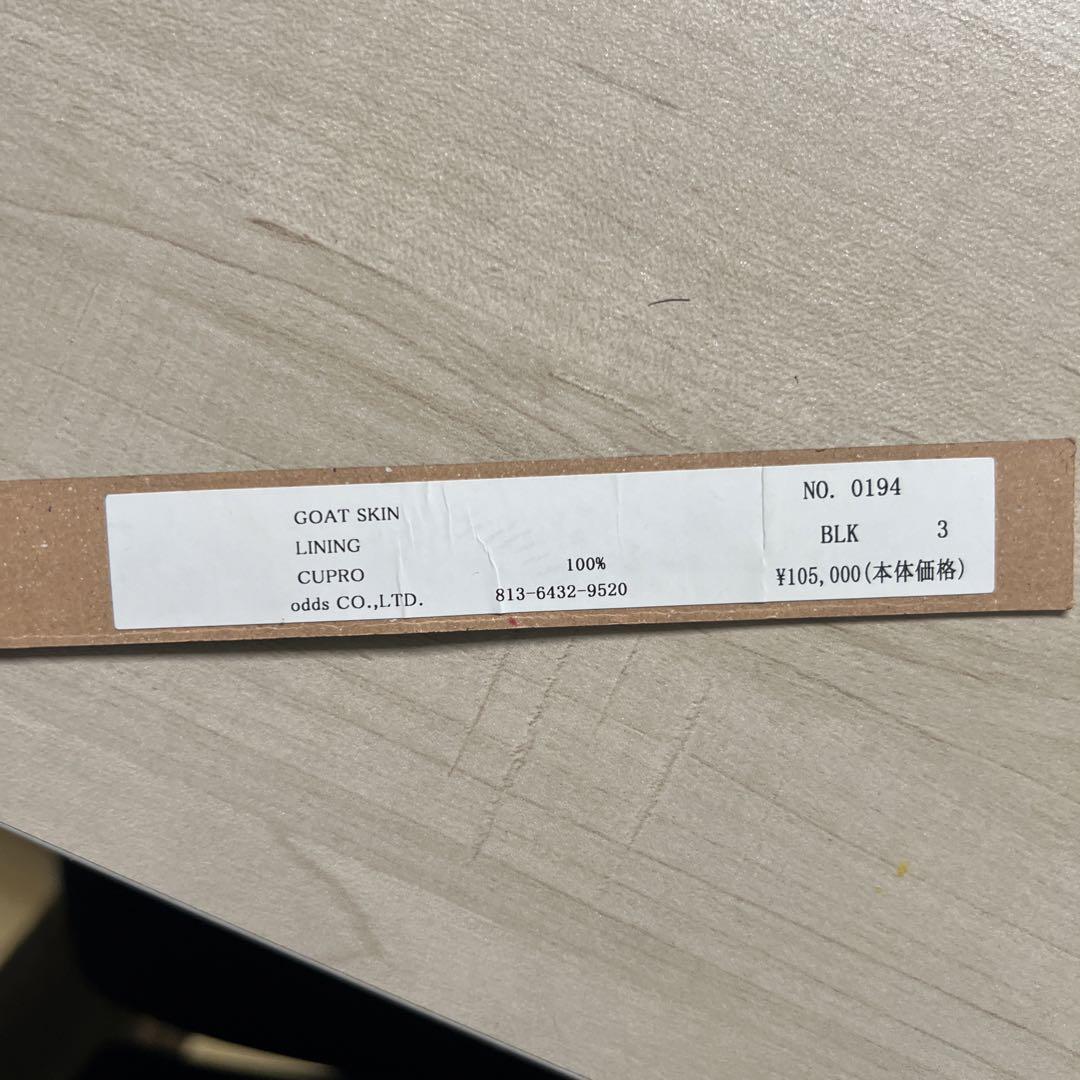 GOAT SKIN
LINING
CUPRO 100%
odds CO.,LTD. 813-6432-9520
NO. 0194
BLK 3
¥105,000(本体価格)